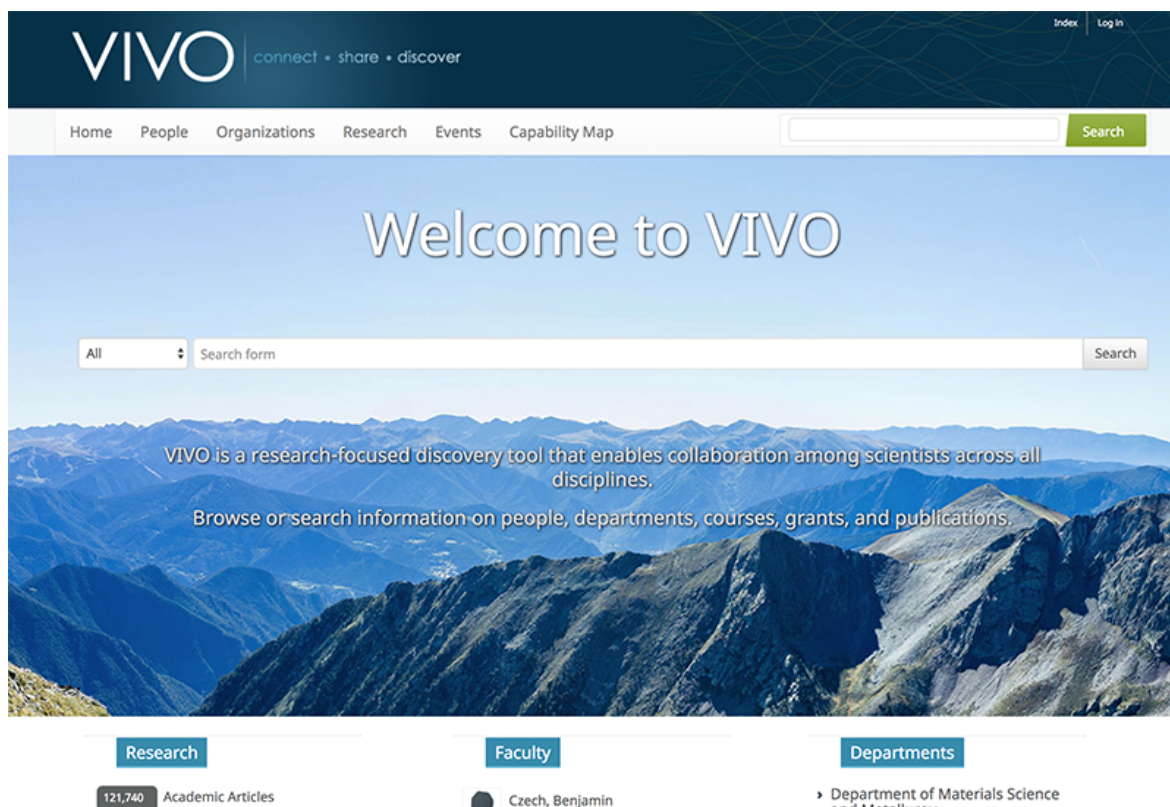 Index Log in
VIVO connect • share • discover
Home People Organizations Research Events Capability Map Search
Welcome to VIVO
All Search form Search
VIVO is a research-focused discovery tool that enables collaboration among scientists across all
disciplines.
Browse or search information on people, departments, courses, grants, and publications.
Research Faculty Departments
121,740 Academic Articles Czech, Benjamin › Department of Materials Science
and Metallurgy